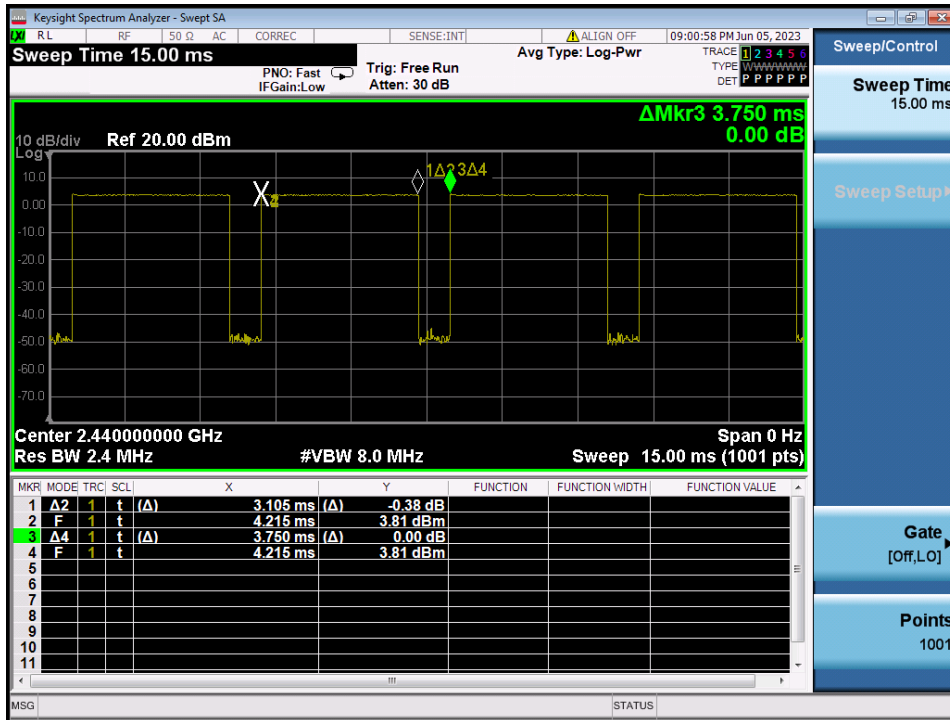 Keysight Spectrum Analyzer - Swept SA
LXI RL RF 50 Ω AC CORREC SENSE:INT ALIGN OFF 09:00:58 PM Jun 05, 2023
Sweep Time 15.00 ms
PNO: Fast
IFGain:Low
Trig: Free Run
Atten: 30 dB
Avg Type: Log-Pwr
TRACE 1 2 3 4 5 6
TYPE WWWWWW
DET P P P P P P
ΔMkr3 3.750 ms
0.00 dB
10 dB/div Ref 20.00 dBm
Log
10.0
0.00
-10.0
-20.0
-30.0
-40.0
-50.0
-60.0
-70.0
1Δ2 3Δ4
Center 2.440000000 GHz Span 0 Hz
Res BW 2.4 MHz #VBW 8.0 MHz Sweep 15.00 ms (1001 pts)
MKR MODE TRC SCL X Y FUNCTION FUNCTION WIDTH FUNCTION VALUE
1 Δ2 1 t (Δ) 3.105 ms (Δ) -0.38 dB
2 F 1 t 4.215 ms 3.81 dBm
3 Δ4 1 t (Δ) 3.750 ms (Δ) 0.00 dB
4 F 1 t 4.215 ms 3.81 dBm
5
6
7
8
9
10
11
MSG STATUS
Sweep/Control
Sweep Time
15.00 ms
Sweep Setup
Gate
[Off,LO]
Points
1001